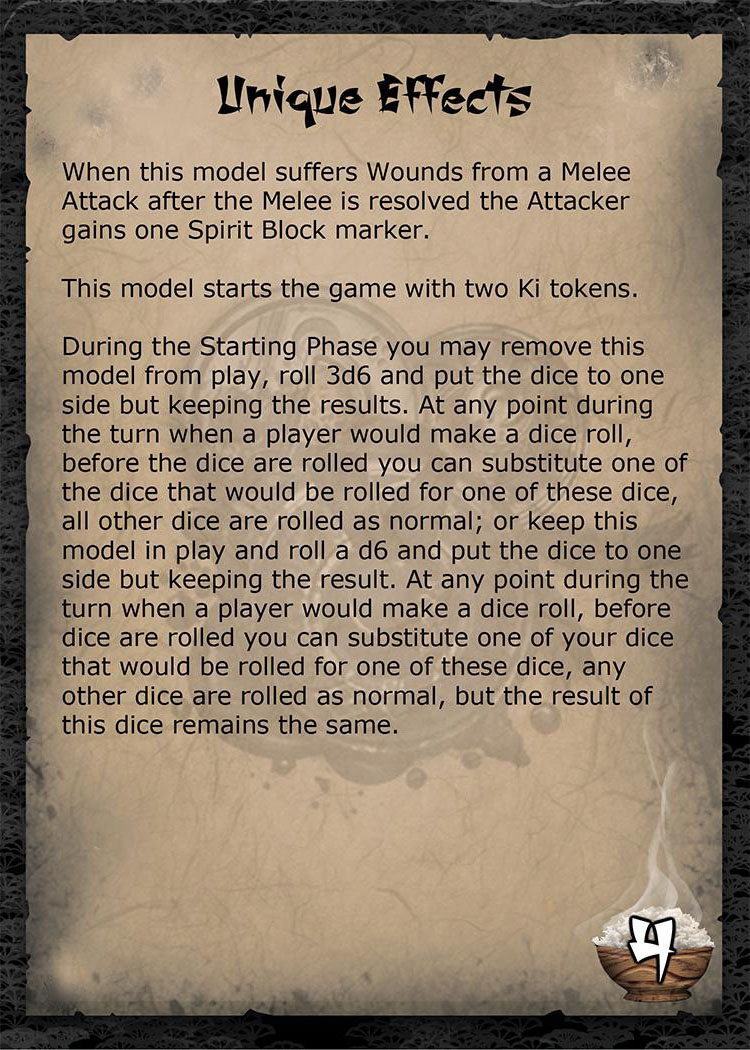 Unique Effects
When this model suffers Wounds from a Melee
Attack after the Melee is resolved the Attacker
gains one Spirit Block marker.
This model starts the game with two Ki tokens.
During the Starting Phase you may remove this
model from play, roll 3d6 and put the dice to one
side but keeping the results. At any point during
the turn when a player would make a dice roll,
before the dice are rolled you can substitute one of
the dice that would be rolled for one of these dice,
all other dice are rolled as normal; or keep this
model in play and roll a d6 and put the dice to one
side but keeping the result. At any point during the
turn when a player would make a dice roll, before
dice are rolled you can substitute one of your dice
that would be rolled for one of these dice, any
other dice are rolled as normal, but the result of
this dice remains the same.
4